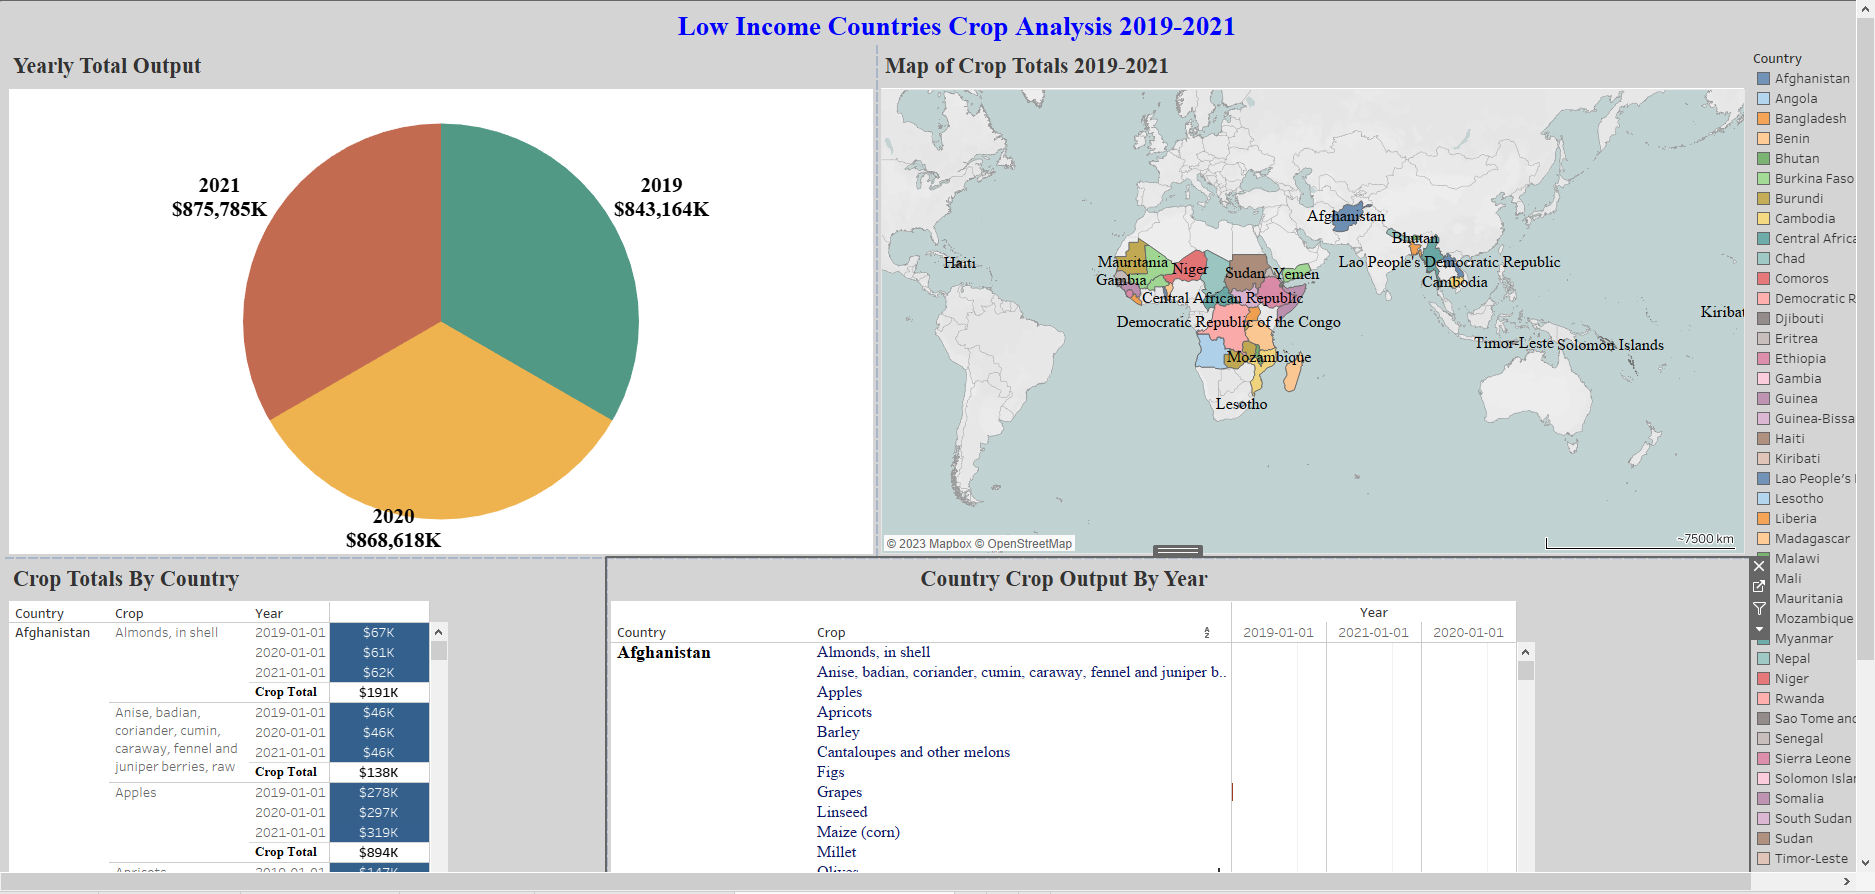 Low Income Countries Crop Analysis 2019-2021
Yearly Total Output
2021
$875,785K
2019
$843,164K
2020
$868,618K
Map of Crop Totals 2019-2021
Afghanistan
Bhutan
Haiti
Mauritania
Niger
Sudan
Yemen
Lao People's Democratic Republic
Gambia
Cambodia
Central African Republic
Kiribat
Democratic Republic of the Congo
Timor-Leste
Solomon Islands
Mozambique
Lesotho
© 2023 Mapbox © OpenStreetMap
~7500 km
Country
Afghanistan
Angola
Bangladesh
Benin
Bhutan
Burkina Faso
Burundi
Cambodia
Central Africa
Chad
Comoros
Democratic R
Djibouti
Eritrea
Ethiopia
Gambia
Guinea
Guinea-Bissa
Haiti
Kiribati
Lao People's
Lesotho
Liberia
Madagascar
Malawi
Mali
Mauritania
Mozambique
Myanmar
Nepal
Niger
Rwanda
Sao Tome and
Senegal
Sierra Leone
Solomon Islan
Somalia
South Sudan
Sudan
Timor-Leste
Crop Totals By Country
Country Crop Year
Afghanistan Almonds, in shell 2019-01-01 $67K
2020-01-01 $61K
2021-01-01 $62K
Crop Total $191K
Anise, badian, 2019-01-01 $46K
coriander, cumin, 2020-01-01 $46K
caraway, fennel and 2021-01-01 $46K
juniper berries, raw Crop Total $138K
Apples 2019-01-01 $278K
2020-01-01 $297K
2021-01-01 $319K
Crop Total $894K
Apricots 2019-01-01 $147K
Country Crop Output By Year
Year
Country Crop 2019-01-01 2021-01-01 2020-01-01
Afghanistan Almonds, in shell
Anise, badian, coriander, cumin, caraway, fennel and juniper b..
Apples
Apricots
Barley
Cantaloupes and other melons
Figs
Grapes
Linseed
Maize (corn)
Millet
Olives